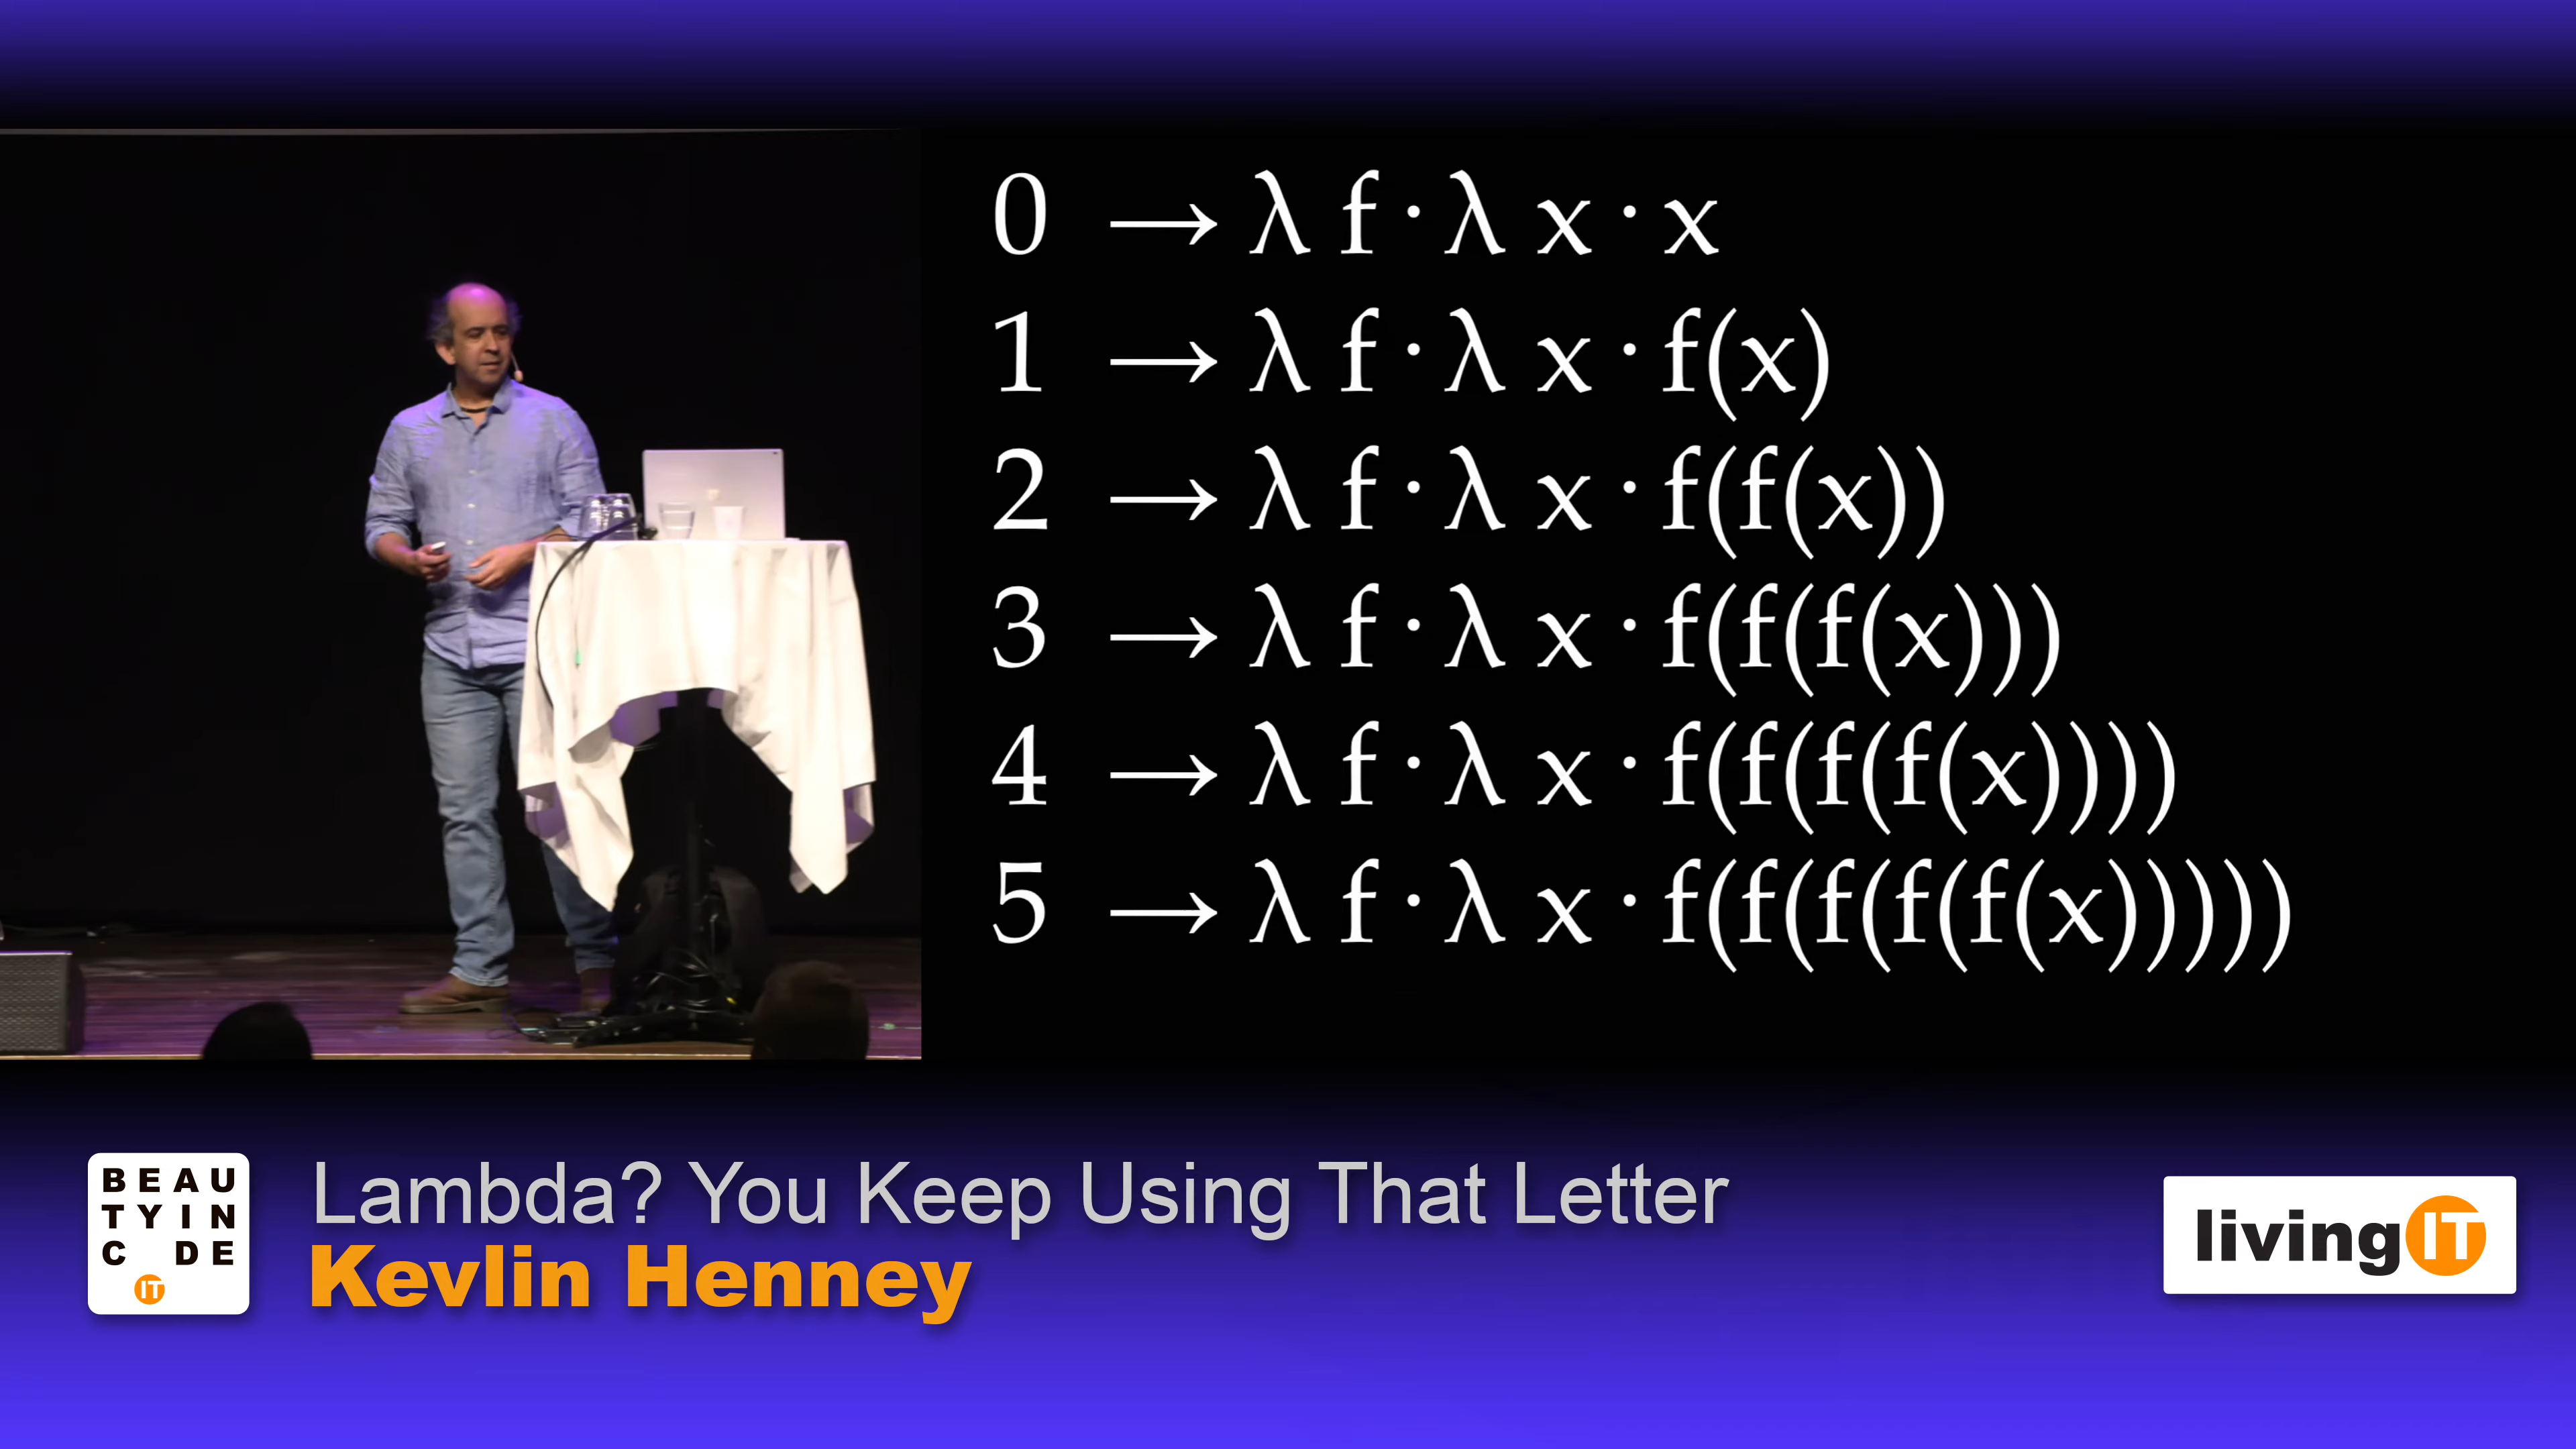 0 → λ f · λ x · x
1 → λ f · λ x · f(x)
2 → λ f · λ x · f(f(x))
3 → λ f · λ x · f(f(f(x)))
4 → λ f · λ x · f(f(f(f(x))))
5 → λ f · λ x · f(f(f(f(f(x)))))
BEAU
TYIN
C DE
IT
Lambda? You Keep Using That Letter
Kevlin Henney
livingIT